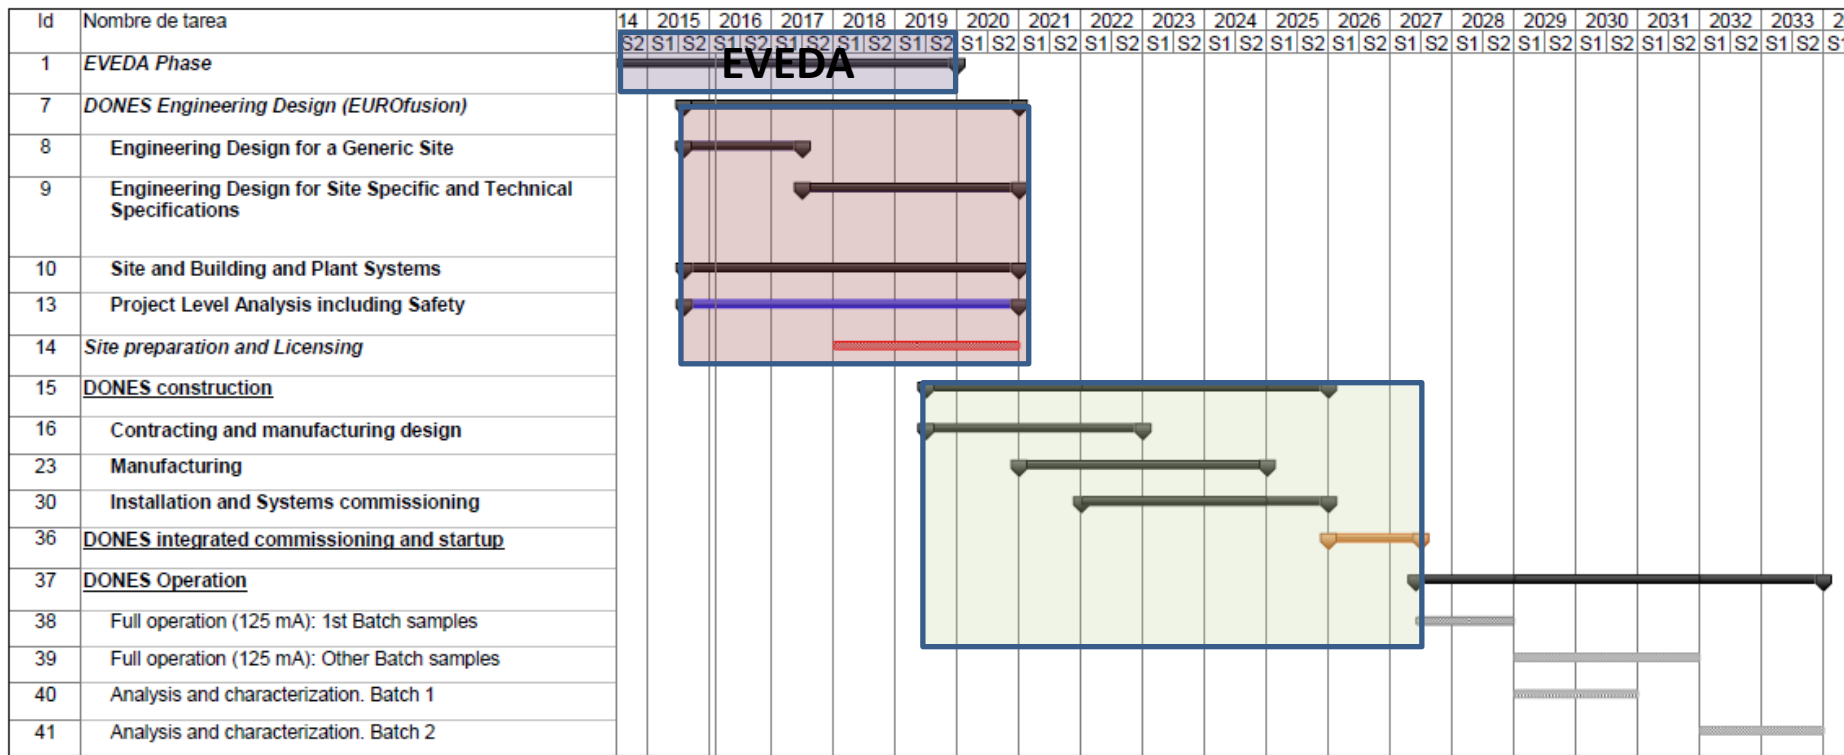 Id Nombre de tarea 14 2015 2016 2017 2018 2019 2020 2021 2022 2023 2024 2025 2026 2027 2028 2029 2030 2031 2032 2033 2
S2 S1 S2 S1 S2 S1 S2 S1 S2 S1 S2 S1 S2 S1 S2 S1 S2 S1 S2 S1 S2 S1 S2 S1 S2 S1 S2 S1 S2 S1 S2 S1 S2 S1 S2 S1 S2 S1 S2 S1
1 EVEDA Phase EVEDA
7 DONES Engineering Design (EUROfusion)
8 Engineering Design for a Generic Site
9 Engineering Design for Site Specific and Technical
Specifications
10 Site and Building and Plant Systems
13 Project Level Analysis including Safety
14 Site preparation and Licensing
15 DONES construction
16 Contracting and manufacturing design
23 Manufacturing
30 Installation and Systems commissioning
36 DONES integrated commissioning and startup
37 DONES Operation
38 Full operation (125 mA): 1st Batch samples
39 Full operation (125 mA): Other Batch samples
40 Analysis and characterization. Batch 1
41 Analysis and characterization. Batch 2